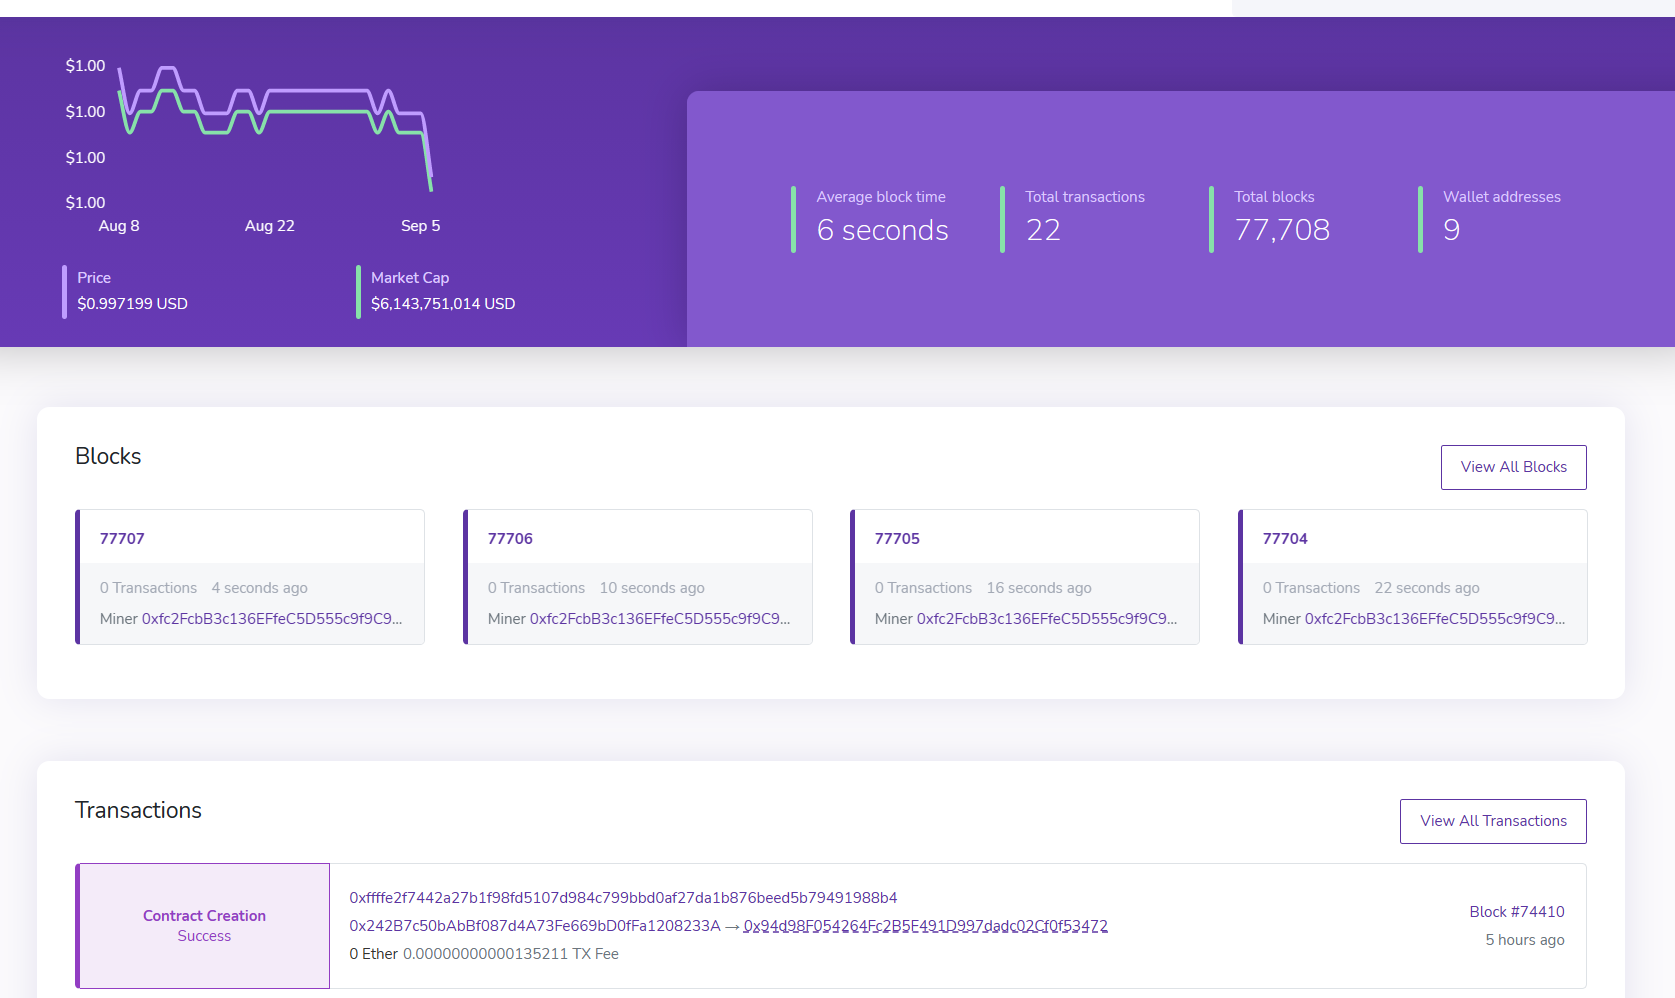 $1.00
$1.00
$1.00
$1.00
Aug 8 Aug 22 Sep 5
Price
$0.997199 USD
Market Cap
$6,143,751,014 USD
Average block time
6 seconds
Total transactions
22
Total blocks
77,708
Wallet addresses
9
Blocks
View All Blocks
77707
0 Transactions 4 seconds ago
Miner 0xfc2FcbB3c136EFfeC5D555c9f9C9...
77706
0 Transactions 10 seconds ago
Miner 0xfc2FcbB3c136EFfeC5D555c9f9C9...
77705
0 Transactions 16 seconds ago
Miner 0xfc2FcbB3c136EFfeC5D555c9f9C9...
77704
0 Transactions 22 seconds ago
Miner 0xfc2FcbB3c136EFfeC5D555c9f9C9...
Transactions
View All Transactions
Contract Creation
Success
0xffffe2f7442a27b1f98fd5107d984c799bbd0af27da1b876beed5b79491988b4
0x242B7c50bAbBf087d4A73Fe669bD0fFa1208233A → 0x94d98F054264Fc2B5F491D997dadc02Cf0f53472
0 Ether 0.00000000000135211 TX Fee
Block #74410
5 hours ago